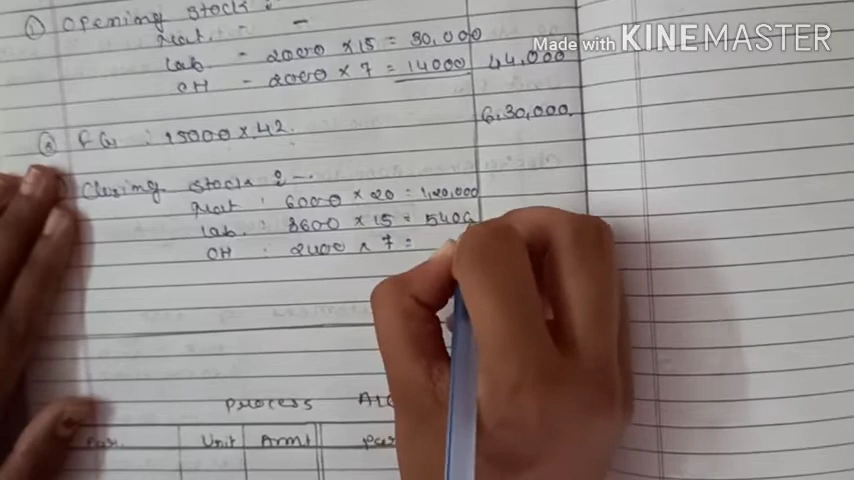 ① Opening stock :
Mat. - -
Made with KINEMASTER
Lab. - 2000 × 15 = 30,000
OH - 2000 × 7 = 14000 44,000
② FG : 15000 × 42. 6,30,000
Closing stock :-
Mat : 6000 × 20 = 1,20,000
Lab. : 3600 × 15 = 5400
OH : 2400 × 7 =
Process A/C
Par. Unit Amt Par